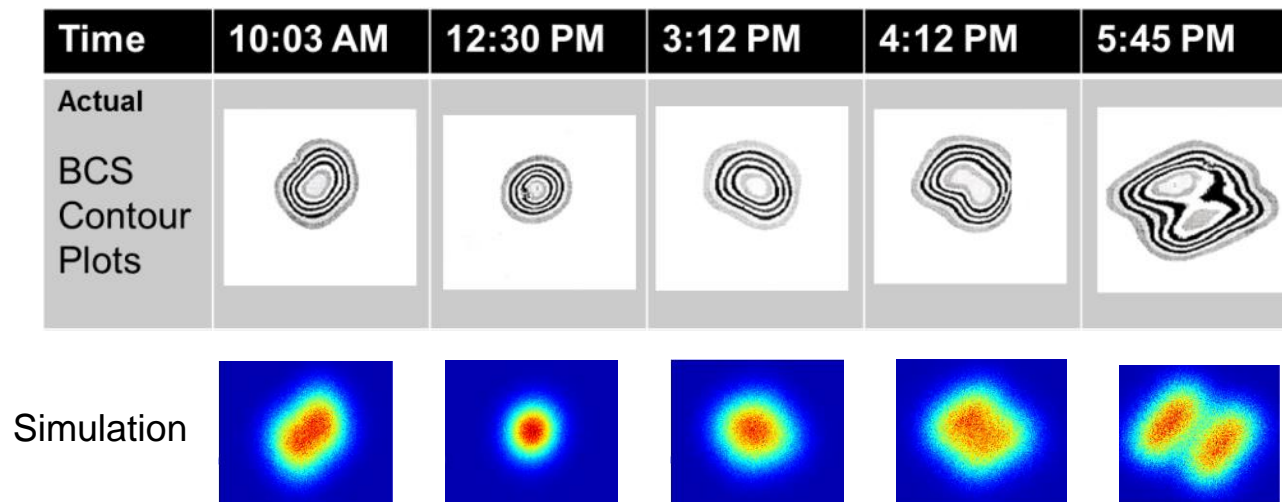 Time 10:03 AM 12:30 PM 3:12 PM 4:12 PM 5:45 PM
Actual
BCS
Contour
Plots
Simulation